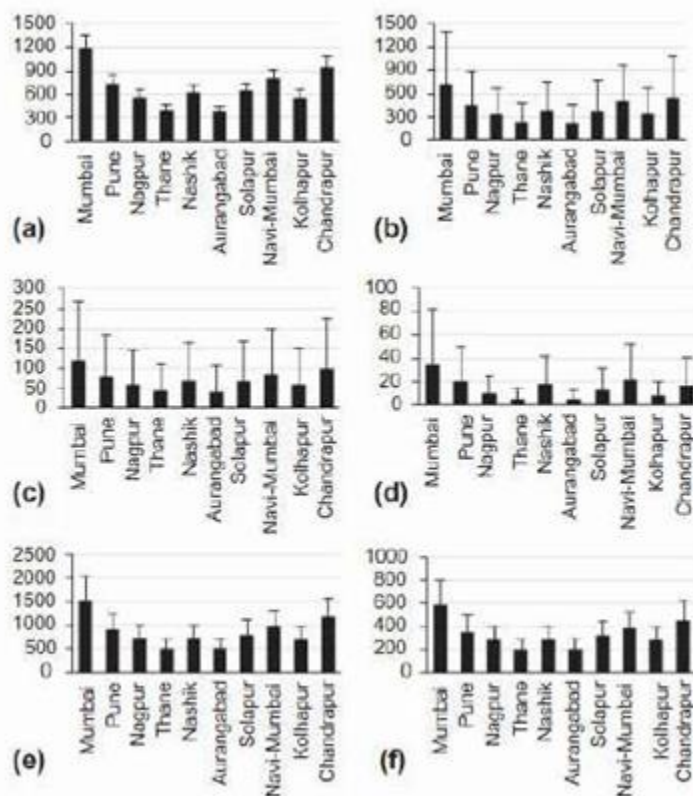 1500
1200
900
600
300
0
Mumbai
Pune
Nagpur
Thane
Nashik
Aurangabad
Solapur
Navi-Mumbai
Kolhapur
Chandrapur
(a)
1500
1200
900
600
300
0
Mumbai
Pune
Nagpur
Thane
Nashik
Aurangabad
Solapur
Navi-Mumbai
Kolhapur
Chandrapur
(b)
300
250
200
150
100
50
0
Mumbai
Pune
Nagpur
Thane
Nashik
Aurangabad
Solapur
Navi-Mumbai
Kolhapur
Chandrapur
(c)
100
80
60
40
20
0
Mumbai
Pune
Nagpur
Thane
Nashik
Aurangabad
Solapur
Navi-Mumbai
Kolhapur
Chandrapur
(d)
2500
2000
1500
1000
500
0
Mumbai
Pune
Nagpur
Thane
Nashik
Aurangabad
Solapur
Navi-Mumbai
Kolhapur
Chandrapur
(e)
1000
800
600
400
200
0
Mumbai
Pune
Nagpur
Thane
Nashik
Aurangabad
Solapur
Navi-Mumbai
Kolhapur
Chandrapur
(f)